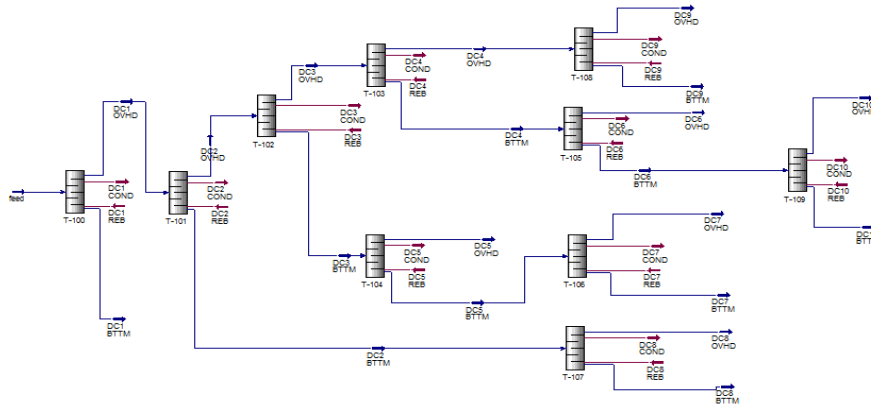 feed
T-100
DC1
OVHD
DC1
COND
DC1
REB
DC1
BTTM
T-101
DC2
OVHD
DC2
COND
DC2
REB
DC2
BTTM
T-102
DC3
OVHD
DC3
COND
DC3
REB
DC3
BTTM
T-103
DC4
OVHD
DC4
COND
DC4
REB
DC4
BTTM
T-104
DC5
OVHD
DC5
COND
DC5
REB
DC5
BTTM
T-108
DC9
OVHD
DC9
COND
DC9
REB
DC9
BTTM
T-105
DC6
OVHD
DC6
COND
DC6
REB
DC6
BTTM
T-106
DC7
OVHD
DC7
COND
DC7
REB
DC7
BTTM
T-107
DC8
OVHD
DC8
COND
DC8
REB
DC8
BTTM
T-109
DC10
OVHD
DC10
COND
DC10
REB
DC1
BTTM